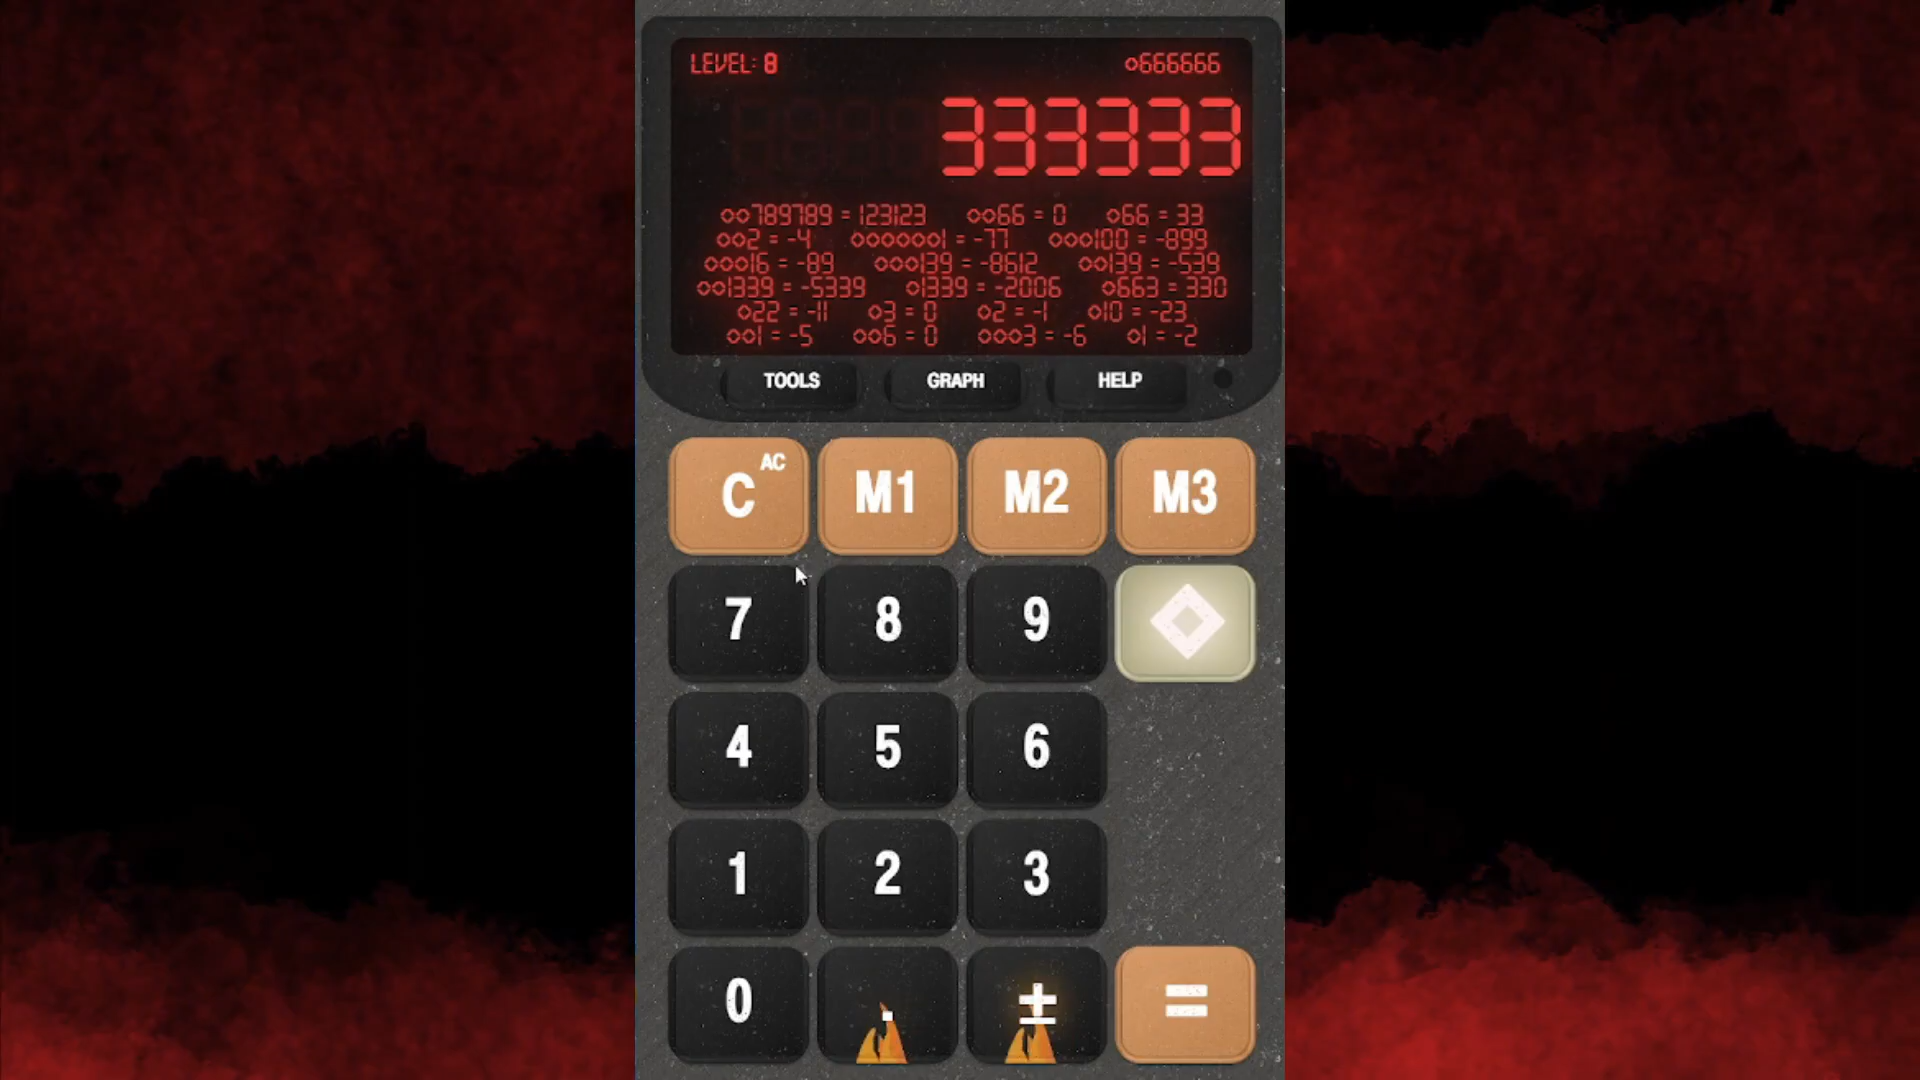 LEVEL: 8 ◇666666
333333
◇◇789789 = 123123 ◇◇66 = 0 ◇66 = 33
◇◇2 = -4 ◇◇◇◇◇◇1 = -77 ◇◇◇100 = -899
◇◇◇16 = -89 ◇◇◇139 = -8612 ◇◇139 = -539
◇◇1339 = -5339 ◇1339 = -2006 ◇663 = 330
◇22 = -11 ◇3 = 0 ◇2 = -1 ◇10 = -23
◇◇1 = -5 ◇◇6 = 0 ◇◇◇3 = -6 ◇1 = -2
TOOLS GRAPH HELP
C AC M1 M2 M3
7 8 9 ◇
4 5 6
1 2 3
0 . ± =